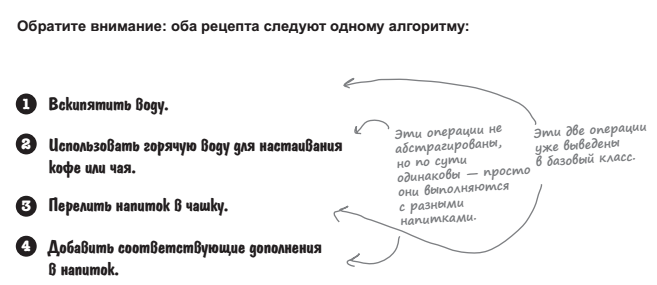 Обратите внимание: оба рецепта следуют одному алгоритму:
1 Вскипятить воду.
2 Использовать горячую воду для настаивания
кофе или чая.
3 Перелить напиток в чашку.
4 Добавить соответствующие дополнения
в напиток.
Эти операции не
абстрагированы,
но по сути
одинаковы — просто
они выполняются
с разными
напитками.
Эти две операции
уже выведены
в базовый класс.